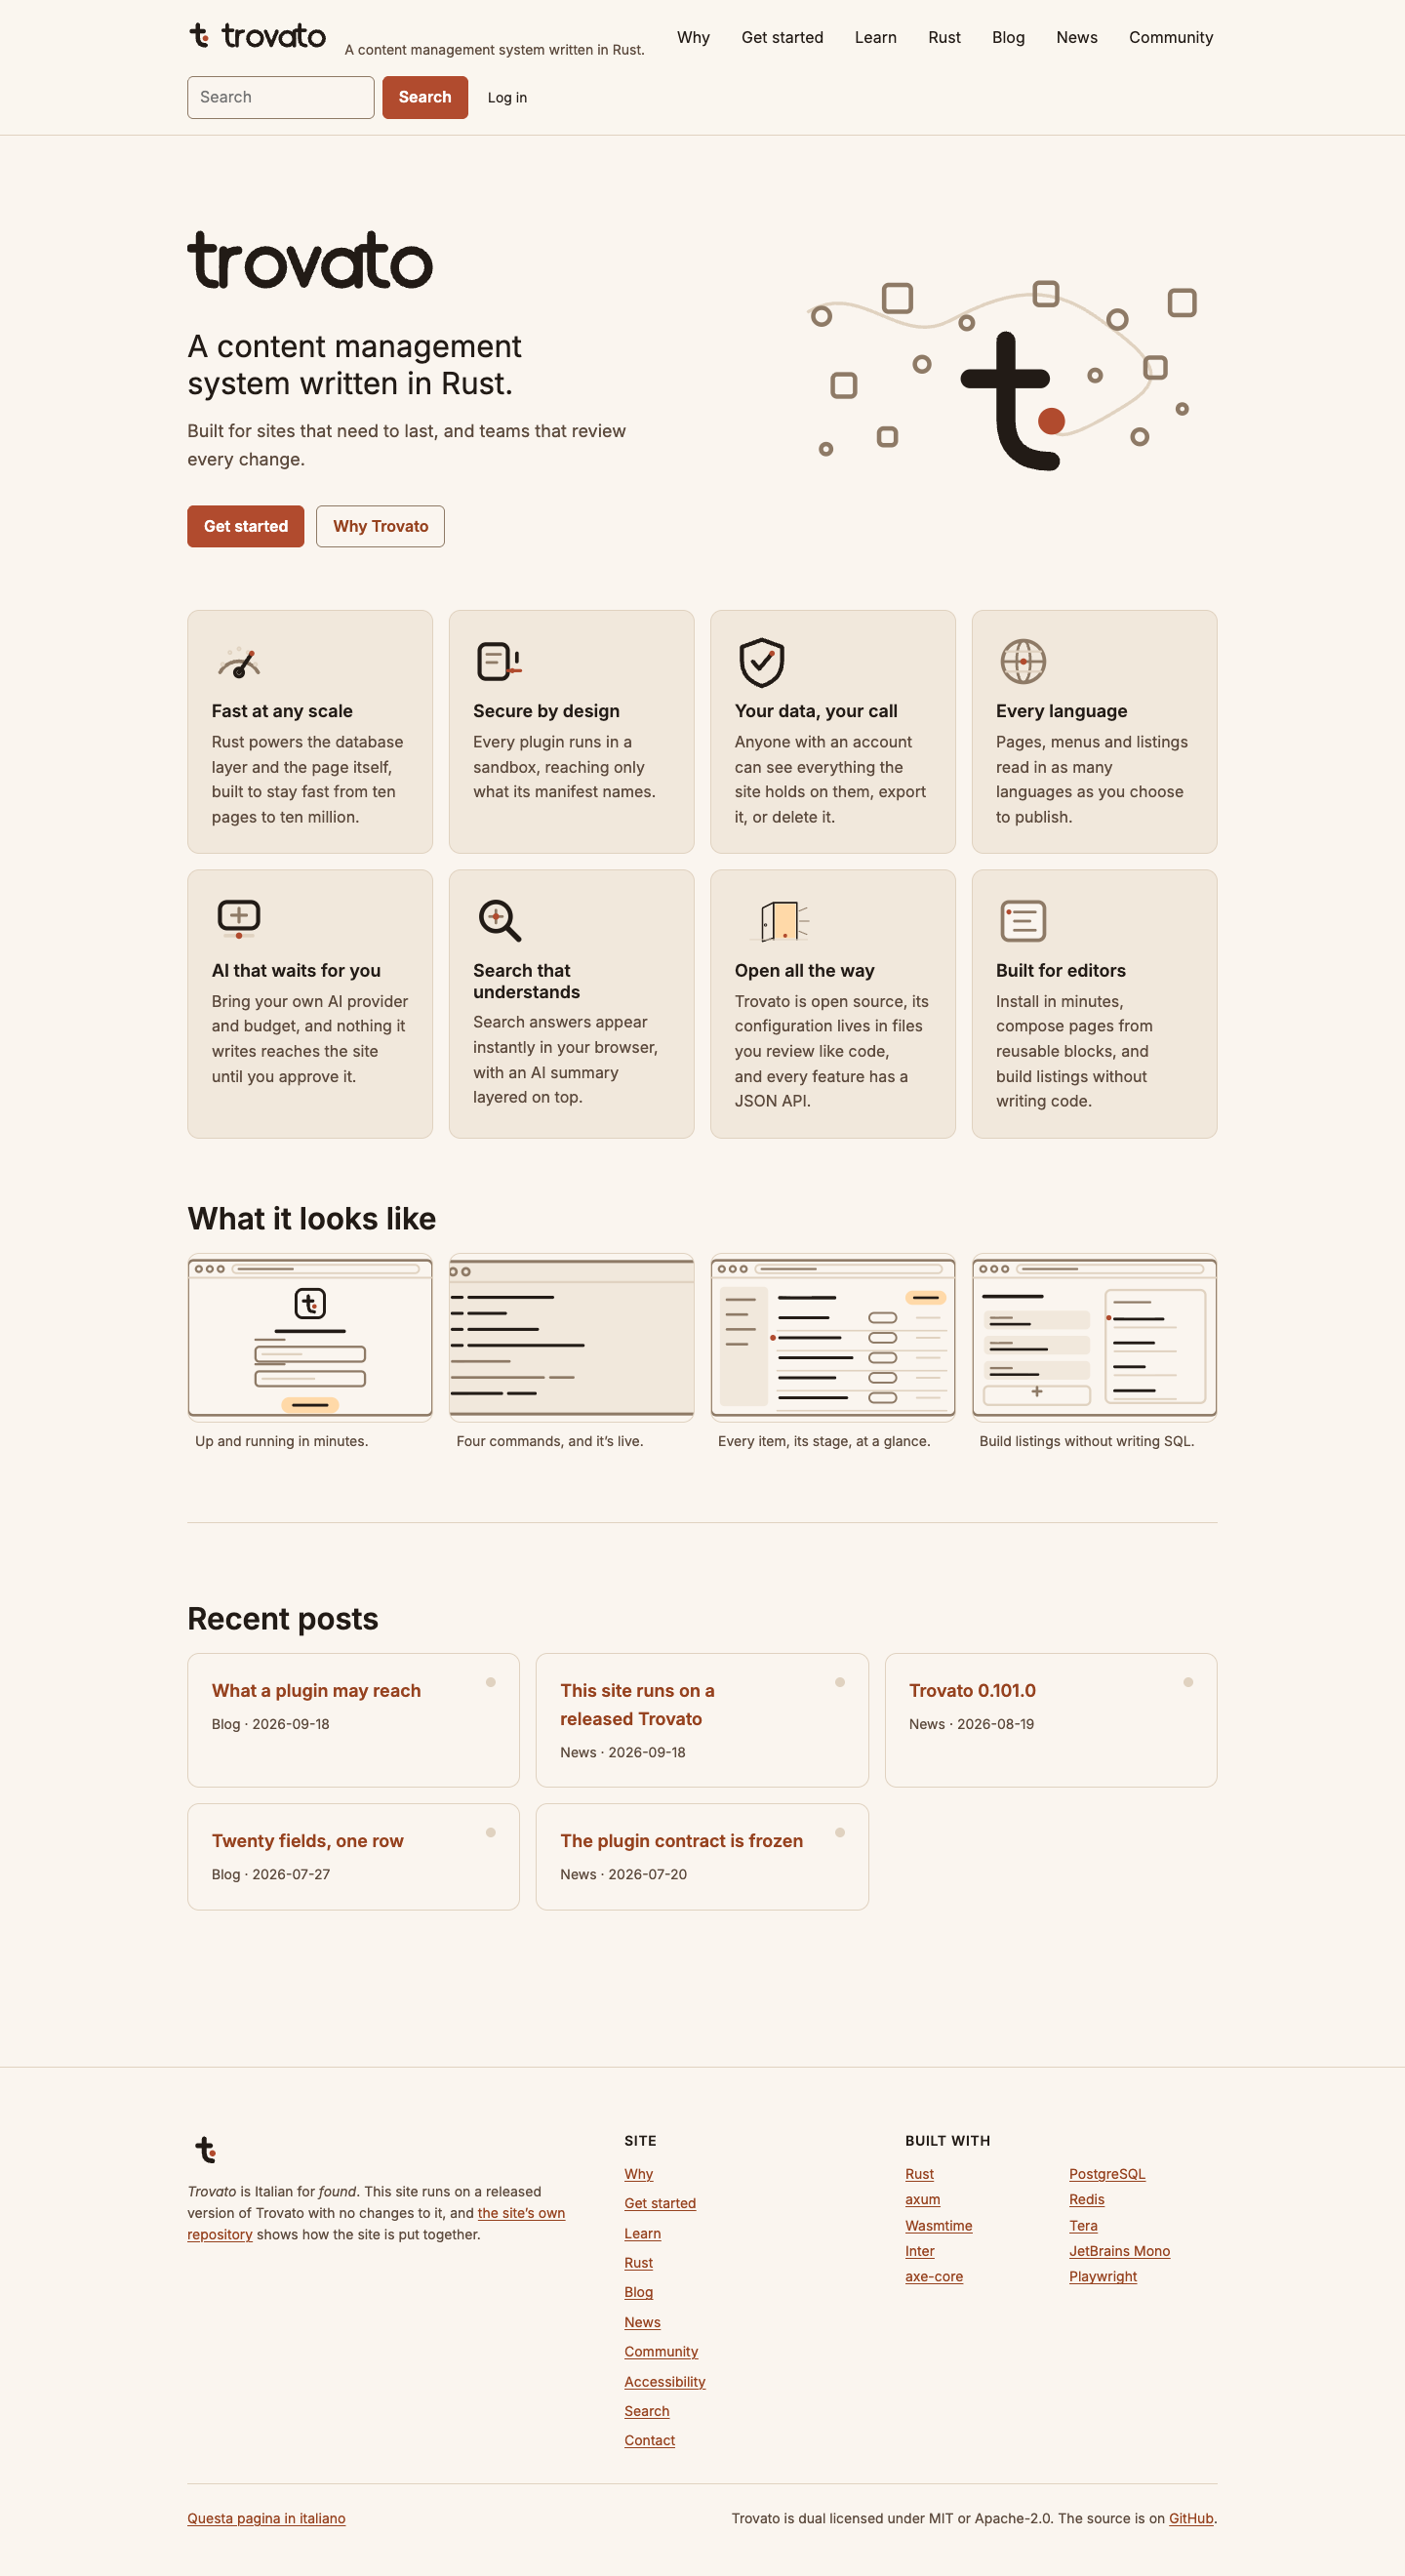 trovato
A content management system written in Rust.
Why Get started Learn Rust Blog News Community
Search Search Log in
trovato
A content management
system written in Rust.
Built for sites that need to last, and teams that review
every change.
Get started Why Trovato
Fast at any scale
Rust powers the database
layer and the page itself,
built to stay fast from ten
pages to ten million.
Secure by design
Every plugin runs in a
sandbox, reaching only
what its manifest names.
Your data, your call
Anyone with an account
can see everything the
site holds on them, export
it, or delete it.
Every language
Pages, menus and listings
read in as many
languages as you choose
to publish.
AI that waits for you
Bring your own AI provider
and budget, and nothing it
writes reaches the site
until you approve it.
Search that
understands
Search answers appear
instantly in your browser,
with an AI summary
layered on top.
Open all the way
Trovato is open source, its
configuration lives in files
you review like code,
and every feature has a
JSON API.
Built for editors
Install in minutes,
compose pages from
reusable blocks, and
build listings without
writing code.
What it looks like
Up and running in minutes.
Four commands, and it’s live.
Every item, its stage, at a glance.
Build listings without writing SQL.
Recent posts
What a plugin may reach
Blog · 2026-09-18
This site runs on a
released Trovato
News · 2026-09-18
Trovato 0.101.0
News · 2026-08-19
Twenty fields, one row
Blog · 2026-07-27
The plugin contract is frozen
News · 2026-07-20
Trovato is Italian for found. This site runs on a released
version of Trovato with no changes to it, and the site’s own
repository shows how the site is put together.
SITE
Why
Get started
Learn
Rust
Blog
News
Community
Accessibility
Search
Contact
BUILT WITH
Rust
axum
Wasmtime
Inter
axe-core
PostgreSQL
Redis
Tera
JetBrains Mono
Playwright
Questa pagina in italiano
Trovato is dual licensed under MIT or Apache-2.0. The source is on GitHub.